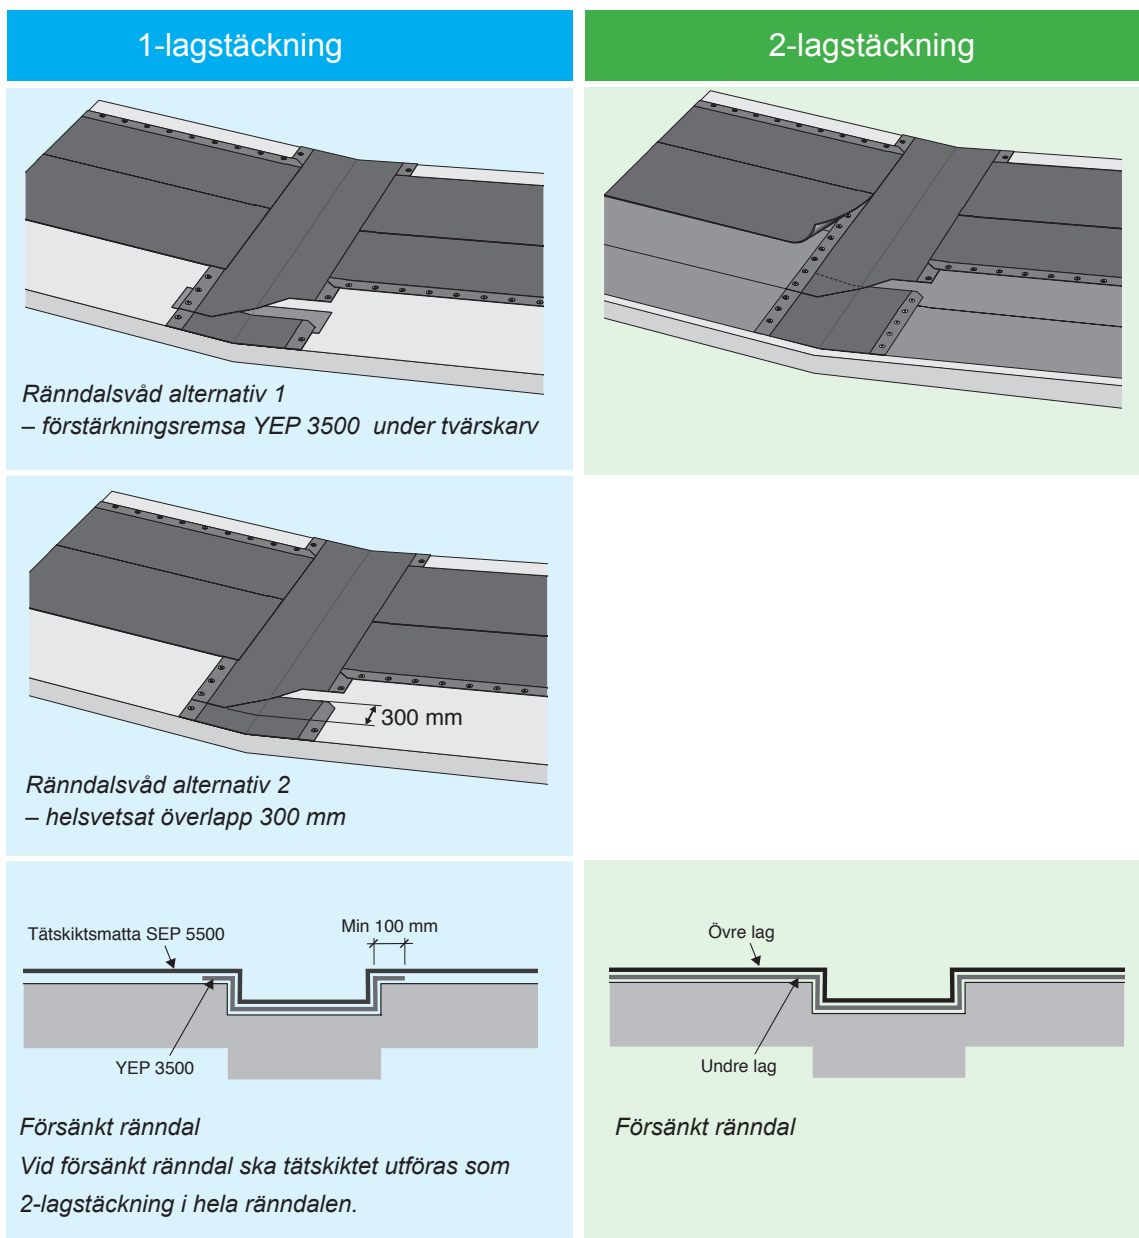 1-lagstäckning
2-lagstäckning
Ränndalsvåd alternativ 1
– förstärkningsremsa YEP 3500 under tvärskarv
300 mm
Ränndalsvåd alternativ 2
– helsvetsat överlapp 300 mm
Tätskiktsmatta SEP 5500
Min 100 mm
YEP 3500
Försänkt ränndal
Vid försänkt ränndal ska tätskiktet utföras som
2-lagstäckning i hela ränndalen.
Övre lag
Undre lag
Försänkt ränndal